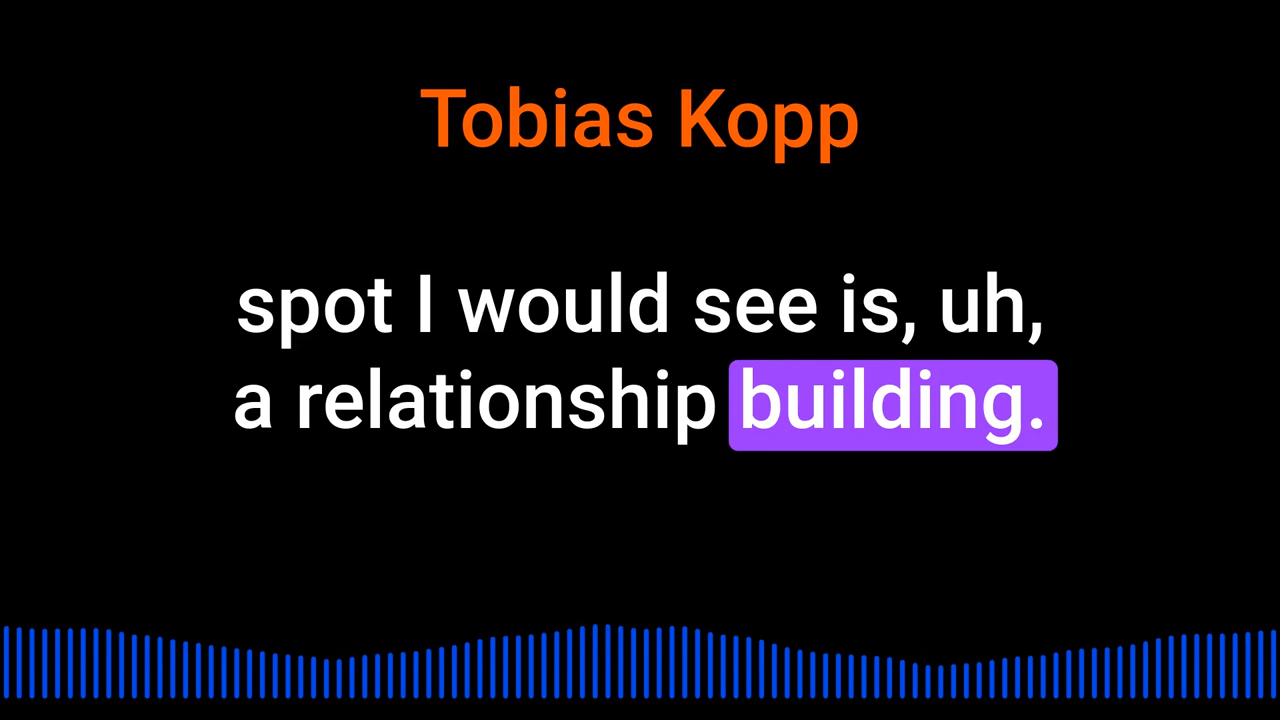 Tobias Kopp
spot I would see is, uh,
a relationship building.